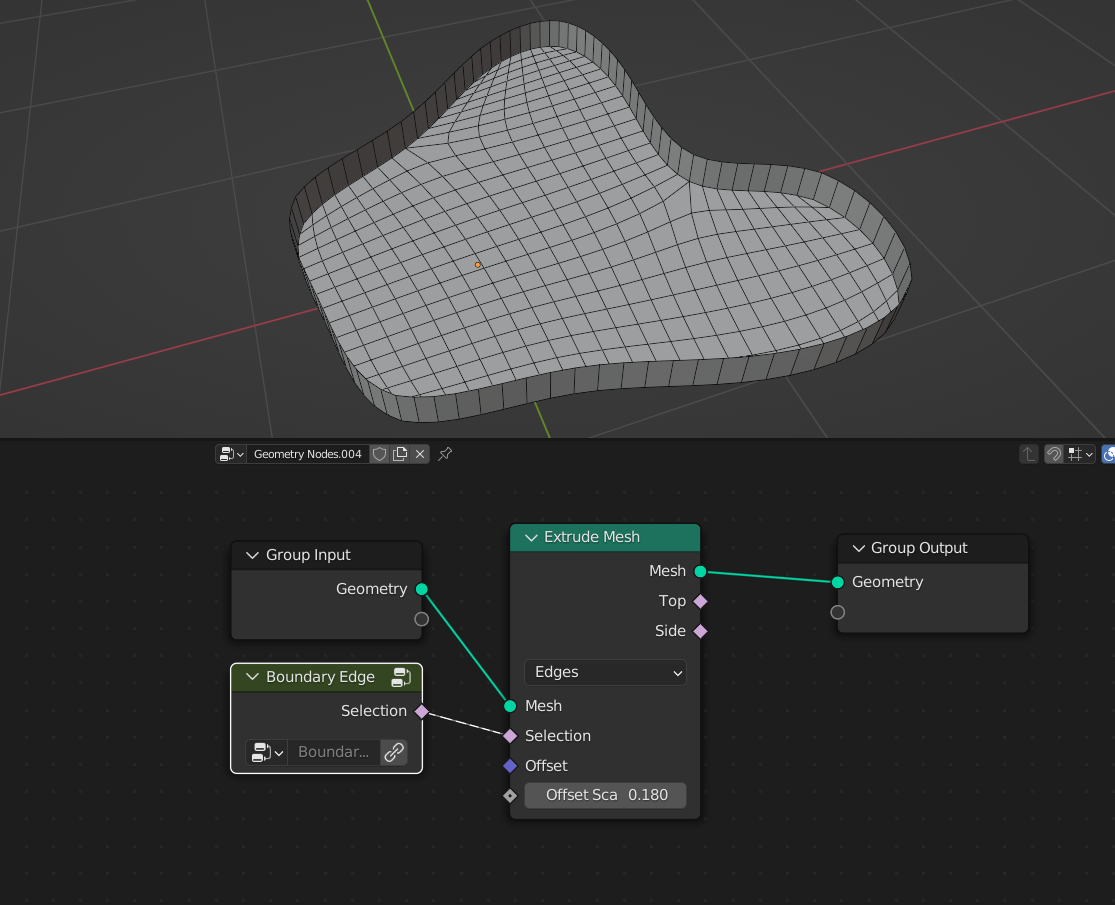 Geometry Nodes.004
Group Input
Geometry
Boundary Edge
Selection
Boundar...
Extrude Mesh
Mesh
Top
Side
Edges
Mesh
Selection
Offset
Offset Sca 0.180
Group Output
Geometry